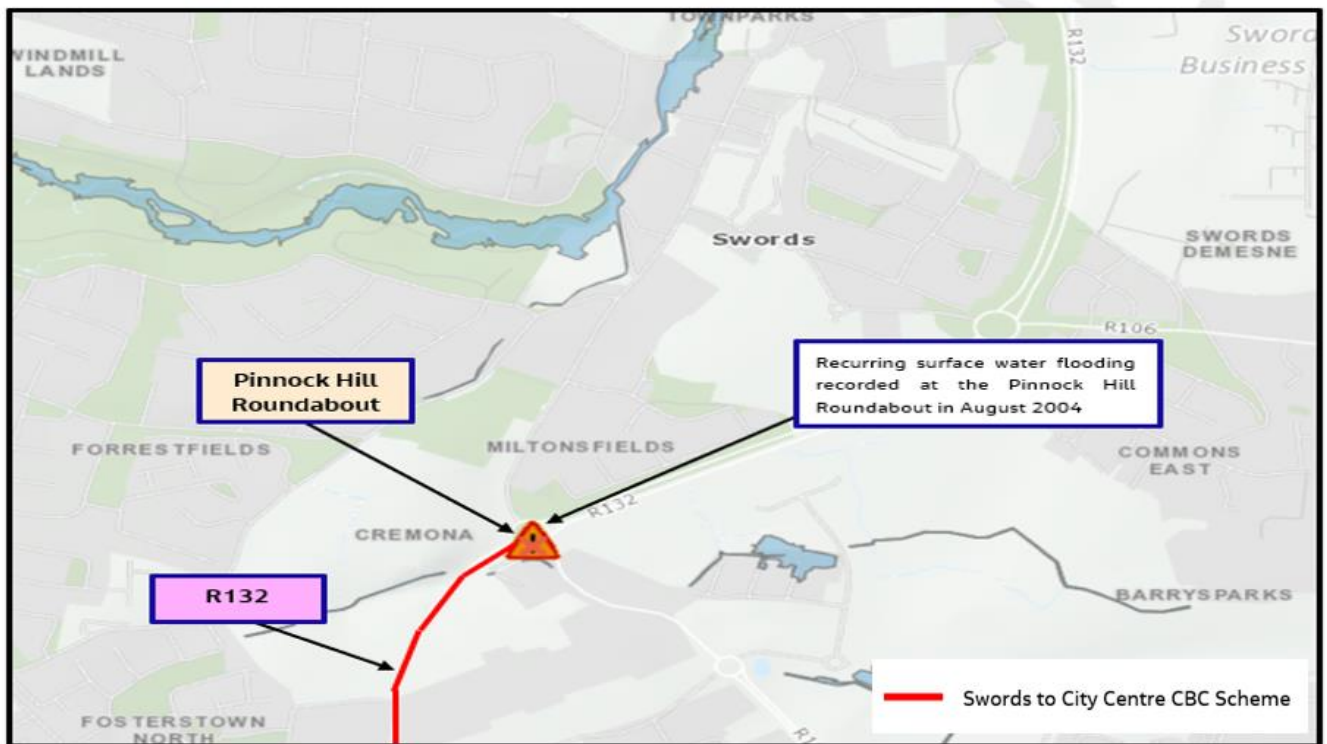 TOWNPARKS
WINDMILL
LANDS
R132
Sword
Business
Swords
SWORDS
DEMESNE
R106
Pinnock Hill
Roundabout
Recurring surface water flooding
recorded at the Pinnock Hill
Roundabout in August 2004
FORRESTFIELDS
MILTONSFIELDS
COMMONS
EAST
R132
CREMONA
R132
BARRYSPARKS
Swords to City Centre CBC Scheme
FOSTERSTOWN
NORTH